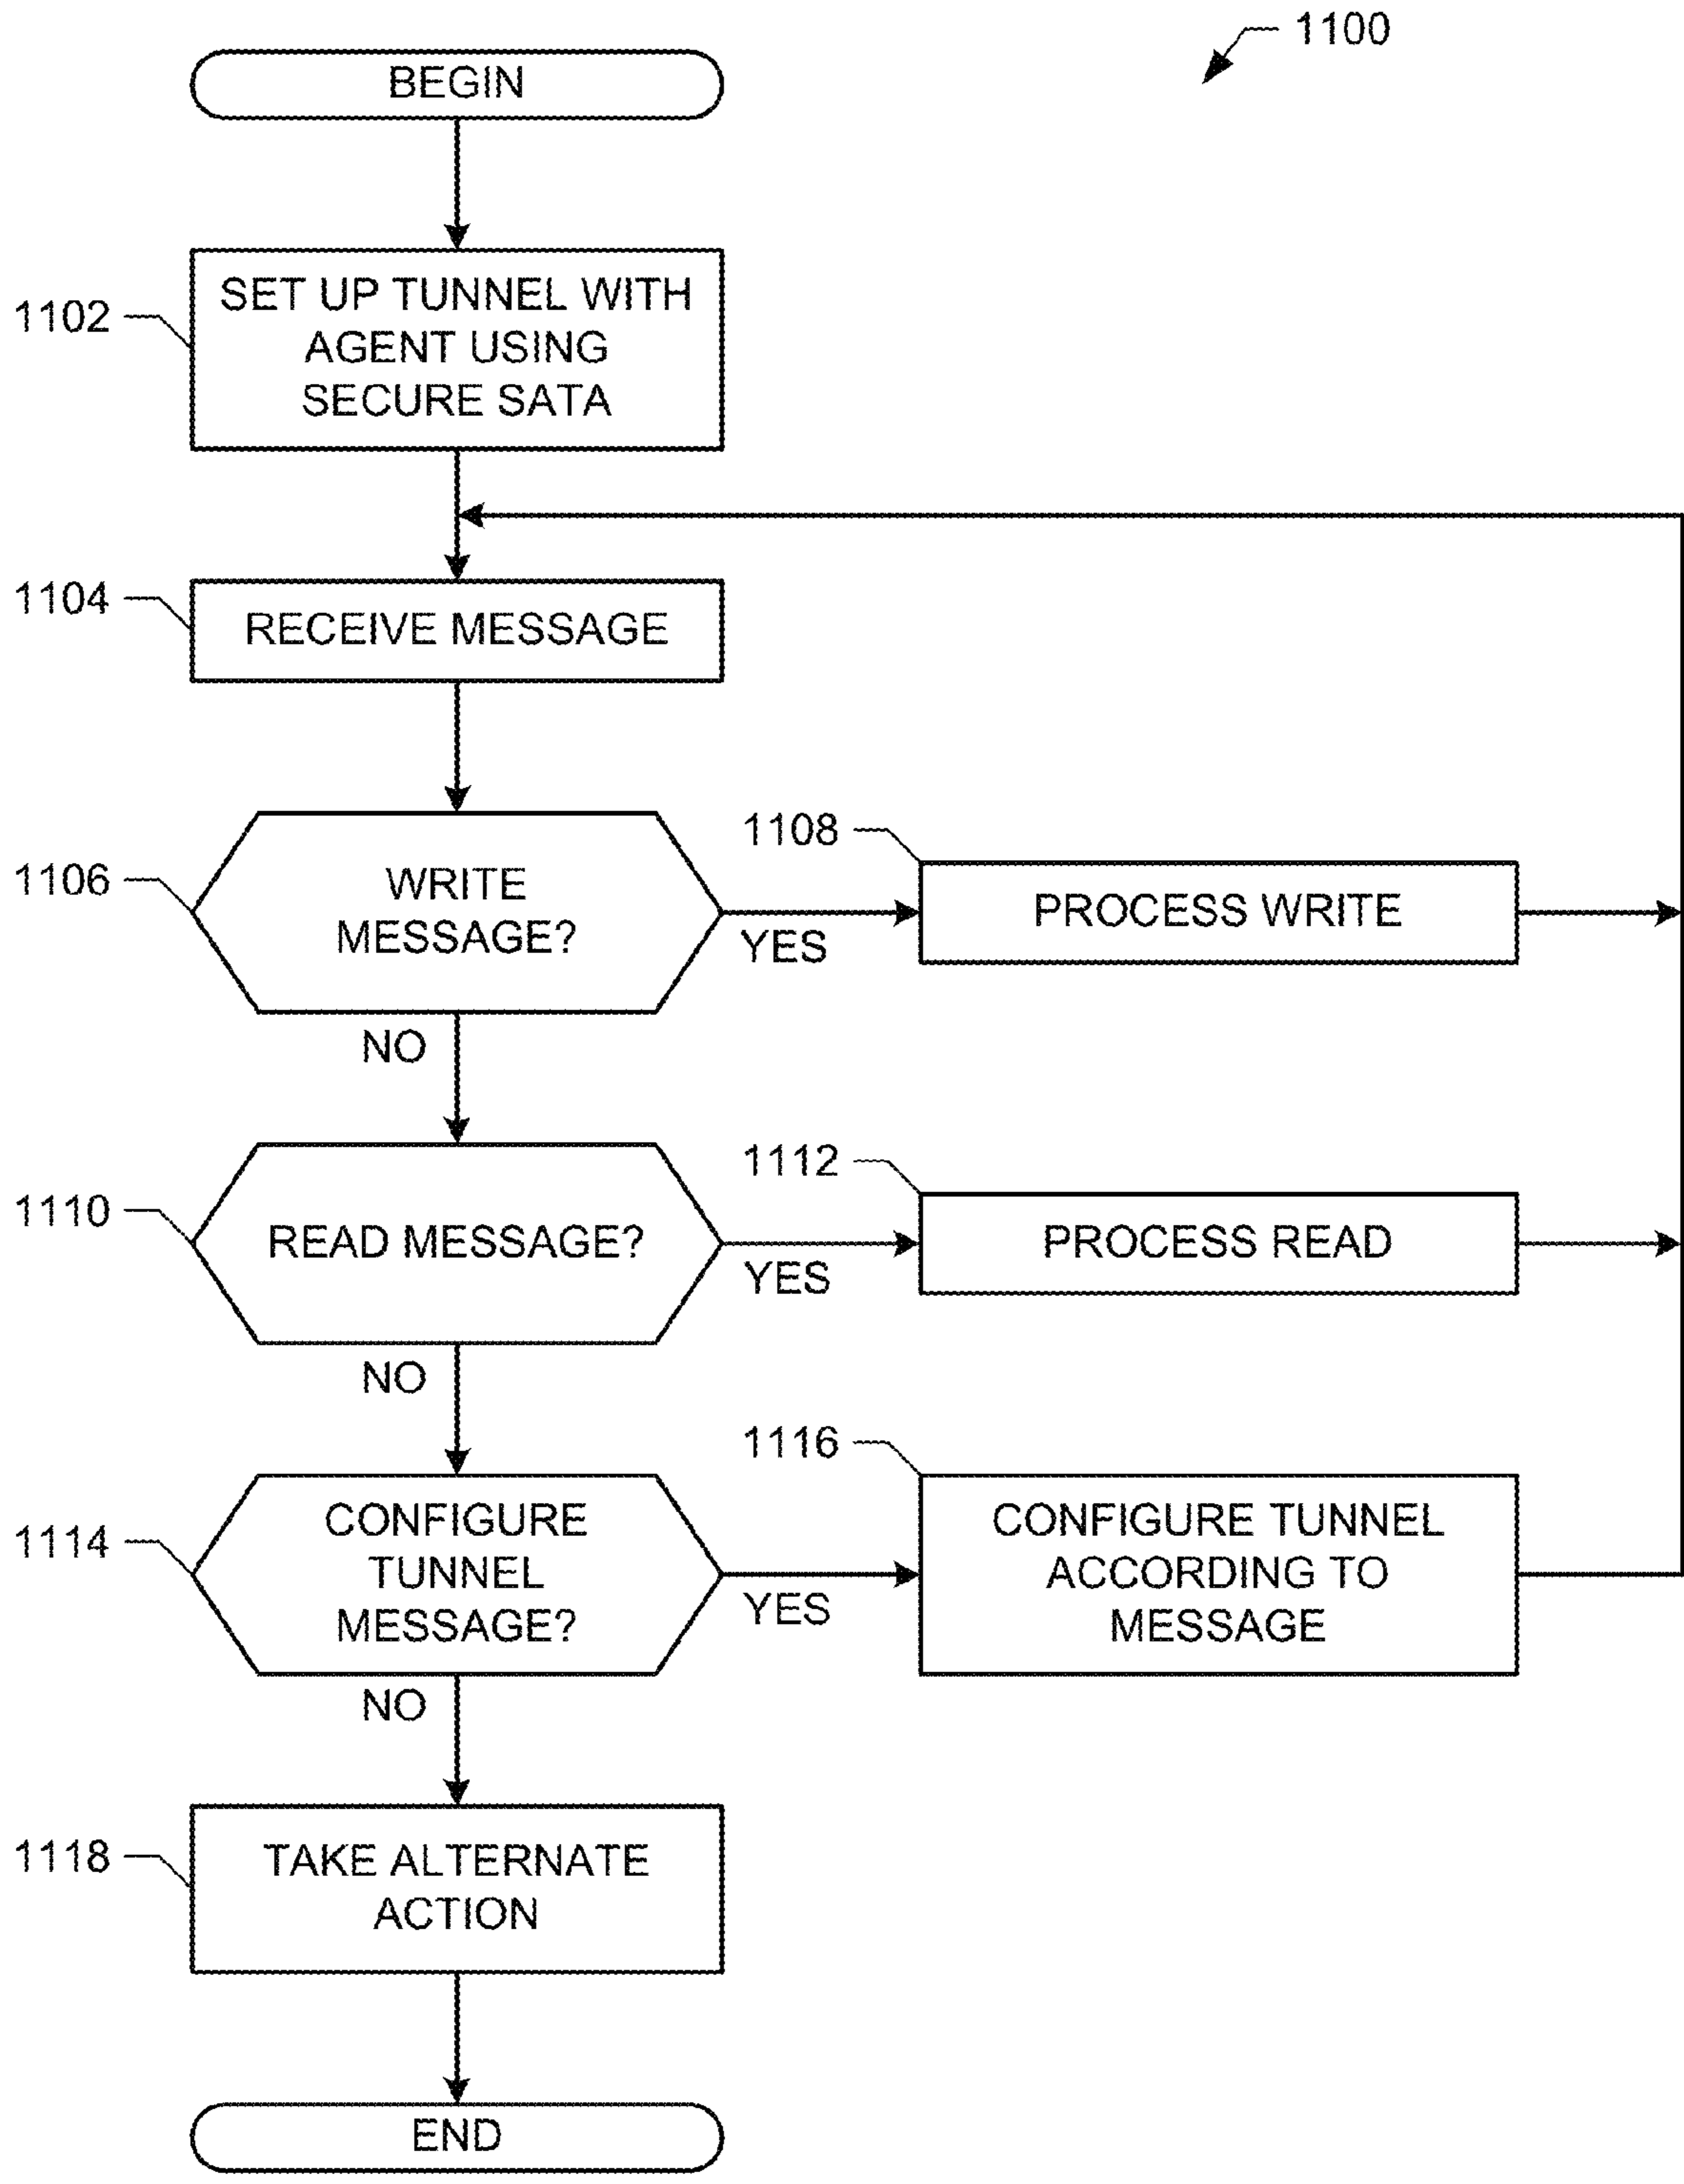 1100
BEGIN
1102
SET UP TUNNEL WITH
AGENT USING
SECURE SATA
1104
RECEIVE MESSAGE
1106
WRITE
MESSAGE?
YES
1108
PROCESS WRITE
NO
1110
READ MESSAGE?
YES
1112
PROCESS READ
NO
1114
CONFIGURE
TUNNEL
MESSAGE?
YES
1116
CONFIGURE TUNNEL
ACCORDING TO
MESSAGE
NO
1118
TAKE ALTERNATE
ACTION
END